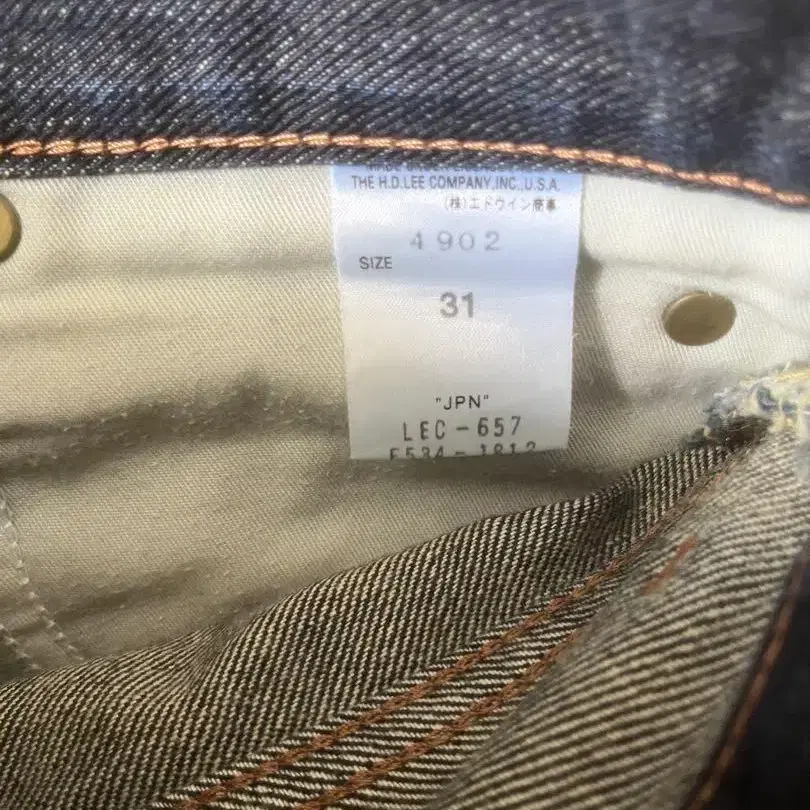 THE H.D.LEE COMPANY,INC.,U.S.A.
(株)エドウイン商事
4902
SIZE
31
"JPN"
LEC-657